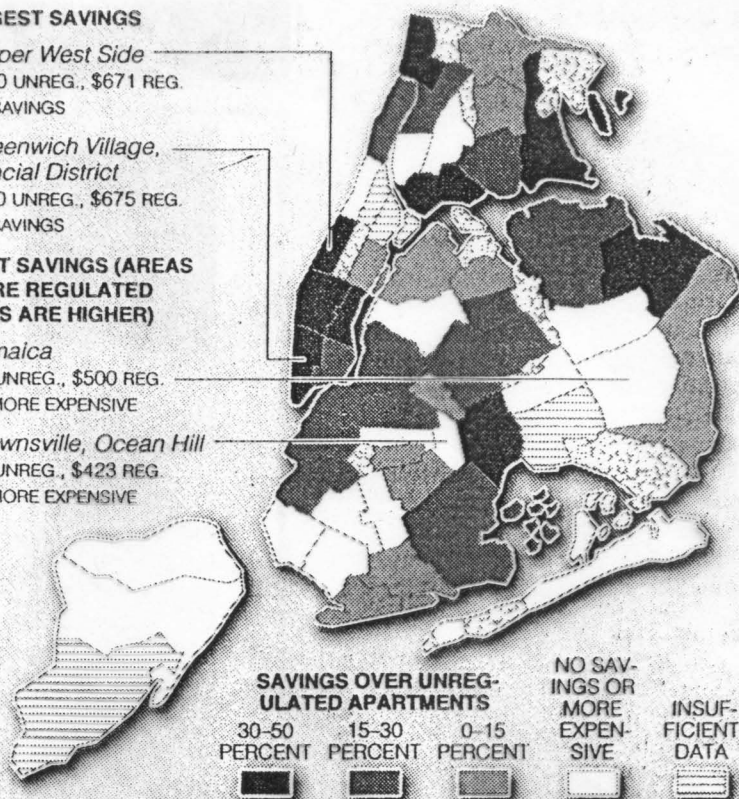 GEST SAVINGS
per West Side
0 UNREG., $671 REG.
SAVINGS
eenwich Village,
ncial District
0 UNREG., $675 REG.
SAVINGS
T SAVINGS (AREAS
RE REGULATED
S ARE HIGHER)
maica
UNREG., $500 REG.
MORE EXPENSIVE
wnsville, Ocean Hill
UNREG., $423 REG.
MORE EXPENSIVE
SAVINGS OVER UNREG-
ULATED APARTMENTS
30–50
PERCENT
15–30
PERCENT
0–15
PERCENT
NO SAV-
INGS OR
MORE
EXPEN-
SIVE
INSUF-
FICIENT
DATA